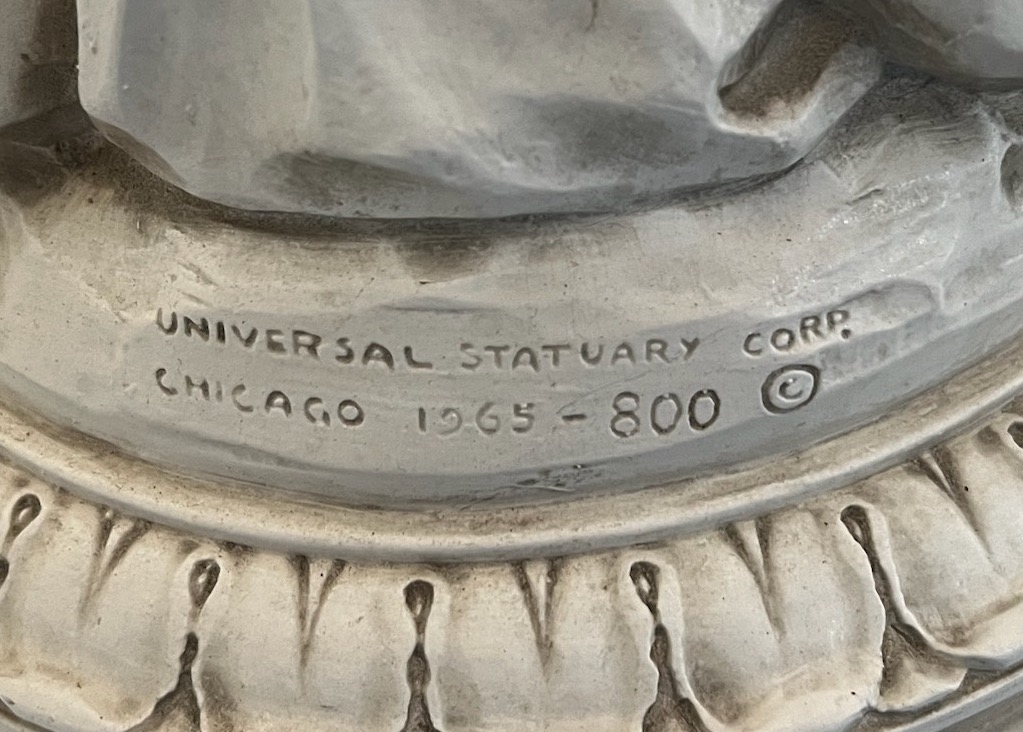 UNIVERSAL STATUARY CORP.
CHICAGO 1965 - 800 ©